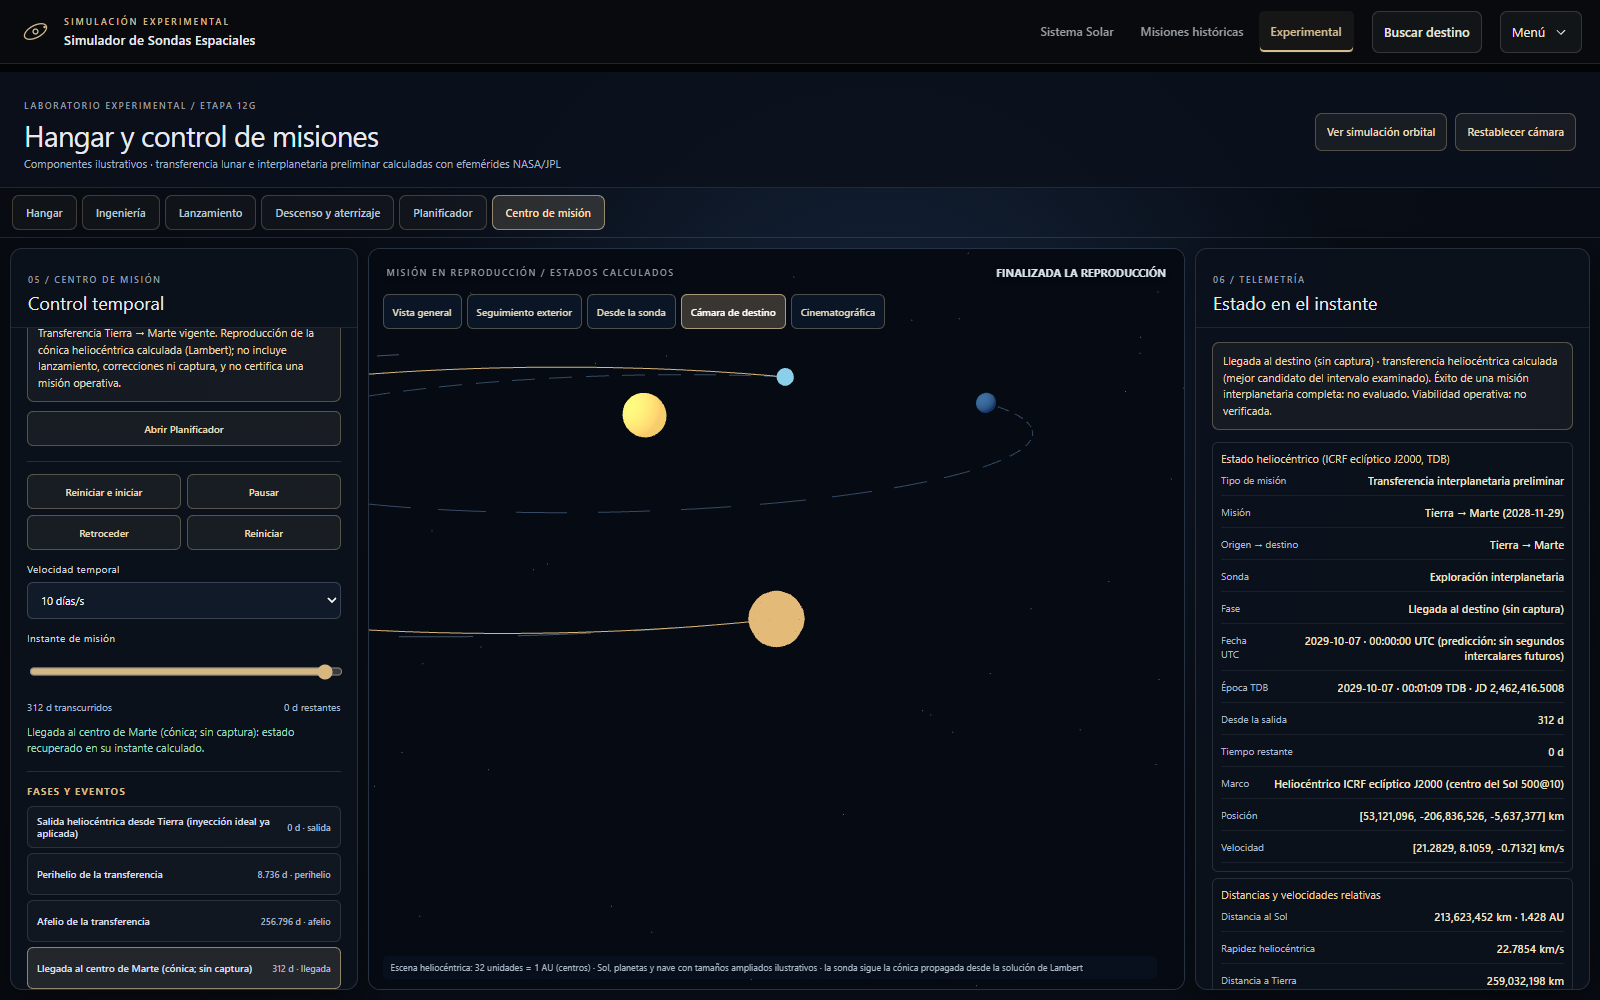 SIMULACIÓN EXPERIMENTAL
Simulador de Sondas Espaciales
Sistema Solar
Misiones históricas
Experimental
Buscar destino
Menú
LABORATORIO EXPERIMENTAL / ETAPA 12G
Hangar y control de misiones
Componentes ilustrativos · transferencia lunar e interplanetaria preliminar calculadas con efemérides NASA/JPL
Ver simulación orbital
Restablecer cámara
Hangar
Ingeniería
Lanzamiento
Descenso y aterrizaje
Planificador
Centro de misión
05 / CENTRO DE MISIÓN
Control temporal
Transferencia Tierra → Marte vigente. Reproducción de la
cónica heliocéntrica calculada (Lambert); no incluye
lanzamiento, correcciones ni captura, y no certifica una
misión operativa.
Abrir Planificador
Reiniciar e iniciar
Pausar
Retroceder
Reiniciar
Velocidad temporal
10 días/s
Instante de misión
312 d transcurridos
0 d restantes
Llegada al centro de Marte (cónica; sin captura): estado
recuperado en su instante calculado.
FASES Y EVENTOS
Salida heliocéntrica desde Tierra (inyección ideal ya
aplicada)
0 d · salida
Perihelio de la transferencia
8.736 d · perihelio
Afelio de la transferencia
256.796 d · afelio
Llegada al centro de Marte (cónica; sin captura)
312 d · llegada
MISIÓN EN REPRODUCCIÓN / ESTADOS CALCULADOS
FINALIZADA LA REPRODUCCIÓN
Vista general
Seguimiento exterior
Desde la sonda
Cámara de destino
Cinematográfica
Escena heliocéntrica: 32 unidades = 1 AU (centros) · Sol, planetas y nave con tamaños ampliados ilustrativos · la sonda sigue la cónica propagada desde la solución de Lambert
06 / TELEMETRÍA
Estado en el instante
Llegada al destino (sin captura) · transferencia heliocéntrica calculada
(mejor candidato del intervalo examinado). Éxito de una misión
interplanetaria completa: no evaluado. Viabilidad operativa: no
verificada.
Estado heliocéntrico (ICRF eclíptico J2000, TDB)
Tipo de misión
Transferencia interplanetaria preliminar
Misión
Tierra → Marte (2028-11-29)
Origen → destino
Tierra → Marte
Sonda
Exploración interplanetaria
Fase
Llegada al destino (sin captura)
Fecha
UTC
2029-10-07 · 00:00:00 UTC (predicción: sin segundos
intercalares futuros)
Época TDB
2029-10-07 · 00:01:09 TDB · JD 2,462,416.5008
Desde la salida
312 d
Tiempo restante
0 d
Marco
Heliocéntrico ICRF eclíptico J2000 (centro del Sol 500@10)
Posición
[53,121,096, -206,836,526, -5,637,377] km
Velocidad
[21.2829, 8.1059, -0.7132] km/s
Distancias y velocidades relativas
Distancia al Sol
213,623,452 km · 1.428 AU
Rapidez heliocéntrica
22.7854 km/s
Distancia a Tierra
259,032,198 km